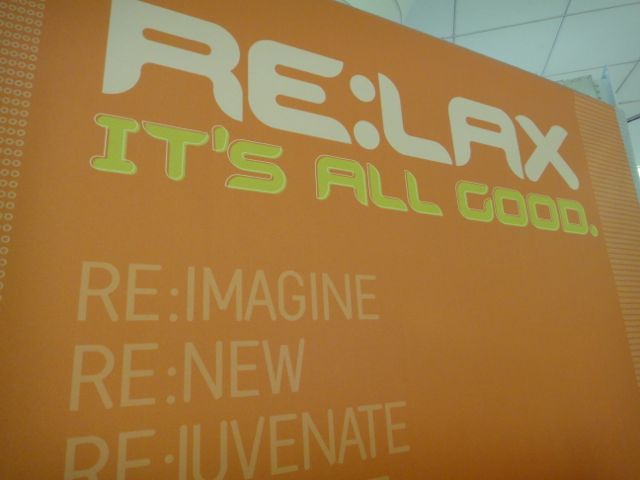 RE:LAX
IT'S ALL GOOD.
RE:IMAGINE
RE:NEW
RE:JUVENATE